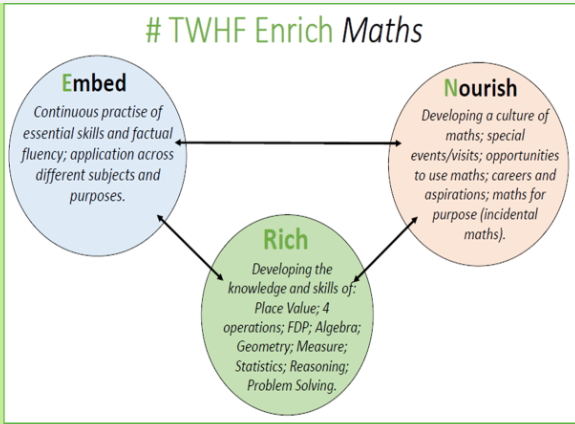 # TWHF Enrich Maths
Embed
Continuous practise of
essential skills and factual
fluency; application across
different subjects and
purposes.
Nourish
Developing a culture of
maths; special
events/visits; opportunities
to use maths; careers and
aspirations; maths for
purpose (incidental
maths).
Rich
Developing the
knowledge and skills of:
Place Value; 4
operations; FDP; Algebra;
Geometry; Measure;
Statistics; Reasoning;
Problem Solving.